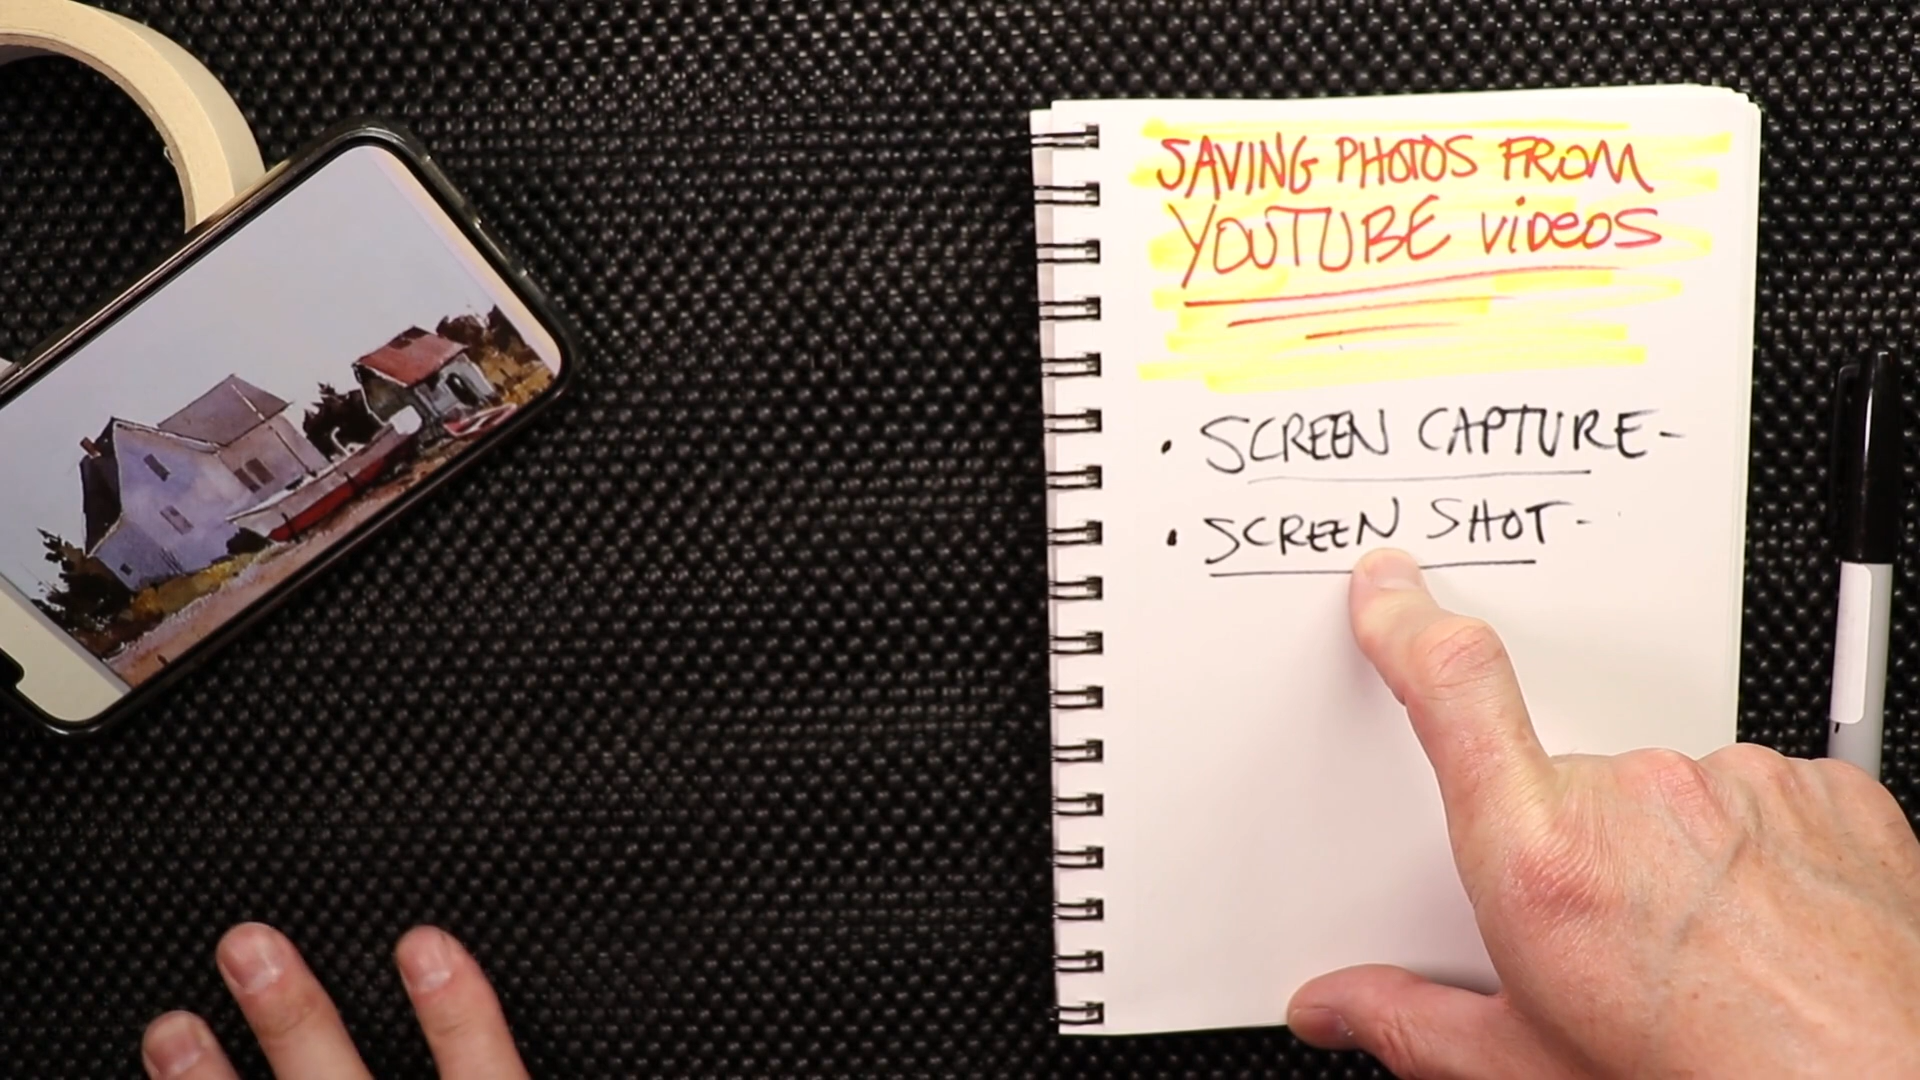 SAVING PHOTOS FROM
YOUTUBE VIDEOS
• SCREEN CAPTURE -
• SCREEN SHOT -